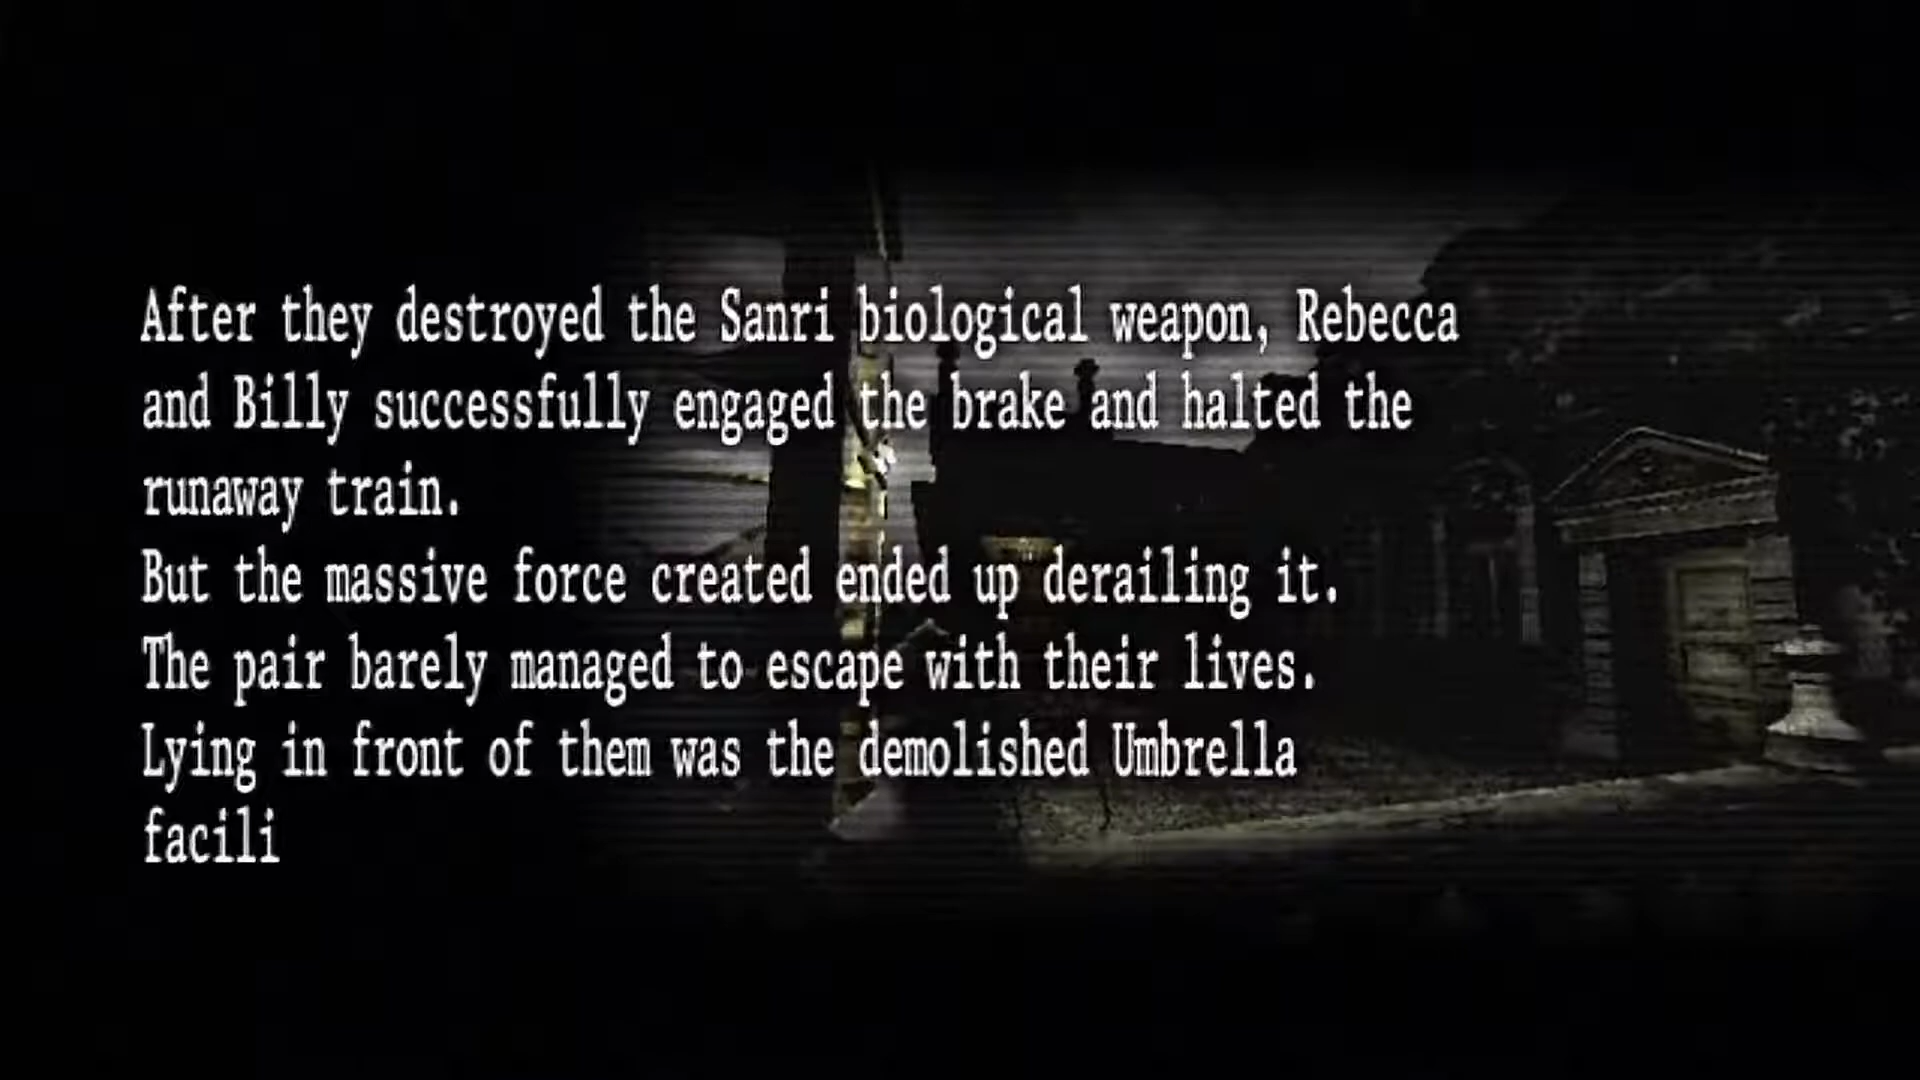 After they destroyed the Sanri biological weapon, Rebecca
and Billy successfully engaged the brake and halted the
runaway train.
But the massive force created ended up derailing it.
The pair barely managed to escape with their lives.
Lying in front of them was the demolished Umbrella
facili